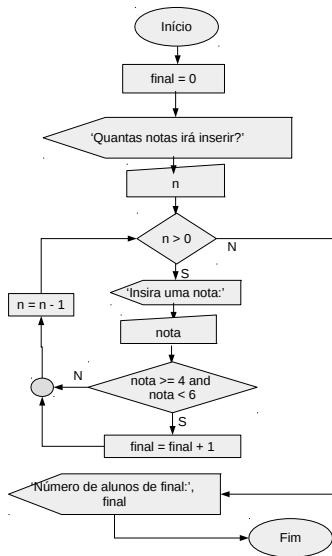 Início
final = 0
‘Quantas notas irá inserir?’
n
n > 0
N
S
n = n - 1
‘Insira uma nota:’
nota
nota >= 4 and
nota < 6
N
S
final = final + 1
‘Número de alunos de final:’,
final
Fim